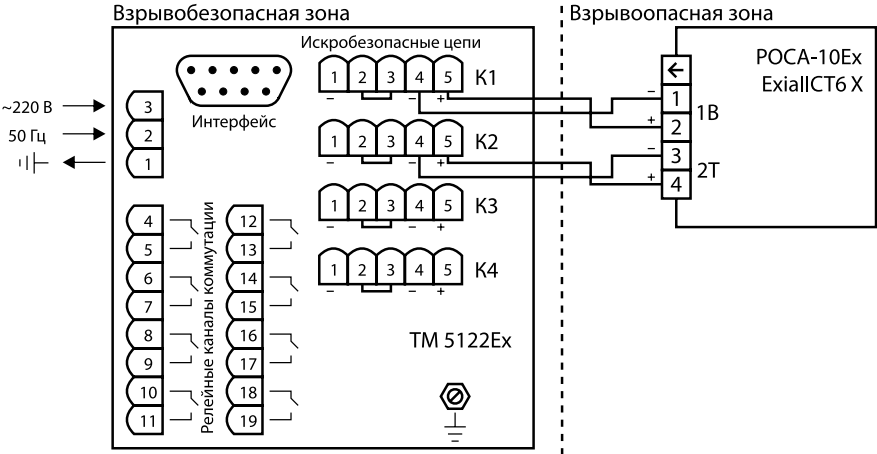 Взрывобезопасная зона
Взрывоопасная зона
Искробезопасные цепи
Интерфейс
~220 В
50 Гц
3
2
1
1 2 3 4 5 К1
– – +
1 2 3 4 5 К2
– – +
1 2 3 4 5 К3
– – +
1 2 3 4 5 К4
– – +
РОСА-10Ex
ExiaIICT6 X
– 1
+ 2
1В
– 3
+ 4
2Т
4
5
6
7
8
9
10
11
Релейные каналы коммутации
12
13
14
15
16
17
18
19
ТМ 5122Ex